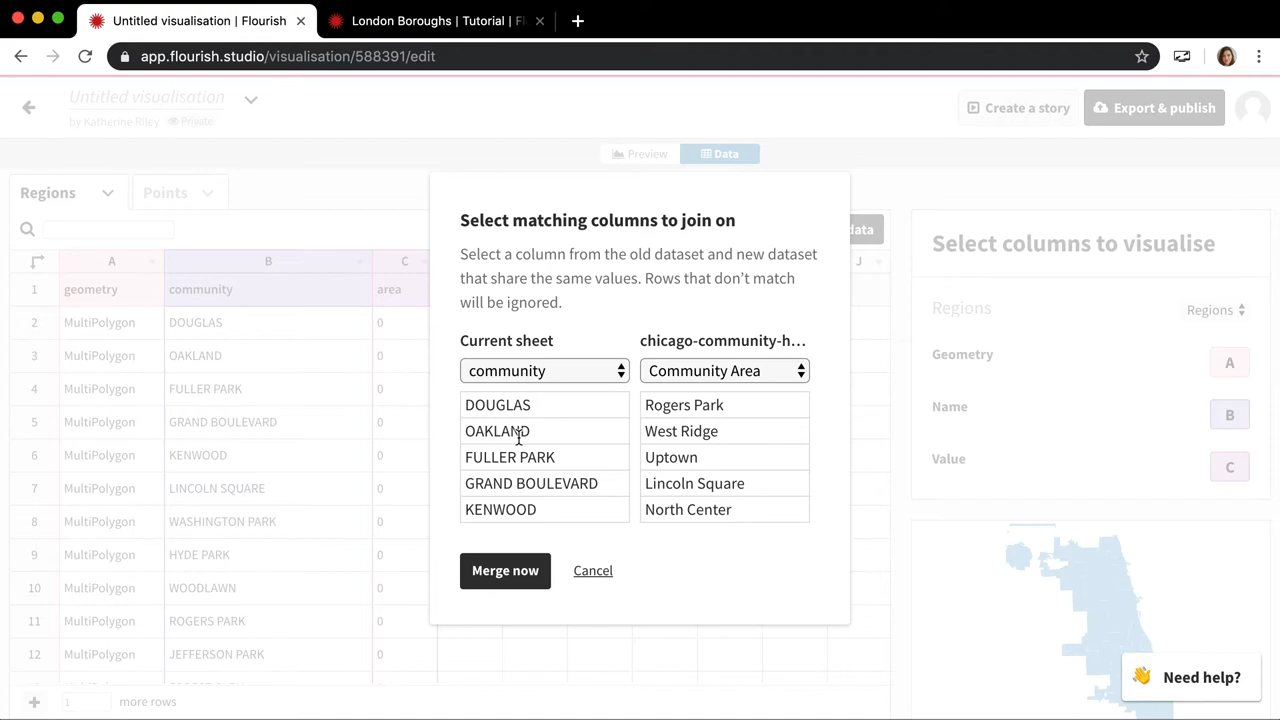 Untitled visualisation | Flourish
London Boroughs | Tutorial |
app.flourish.studio/visualisation/588391/edit
Untitled visualisation
by Katherine Riley Private
Create a story
Export & publish
Preview
Data
Regions
Points
data
A B C J
1 geometry community area
2 MultiPolygon DOUGLAS 0
3 MultiPolygon OAKLAND 0
4 MultiPolygon FULLER PARK 0
5 MultiPolygon GRAND BOULEVARD 0
6 MultiPolygon KENWOOD 0
7 MultiPolygon LINCOLN SQUARE 0
8 MultiPolygon WASHINGTON PARK 0
9 MultiPolygon HYDE PARK 0
10 MultiPolygon WOODLAWN 0
11 MultiPolygon ROGERS PARK 0
12 MultiPolygon JEFFERSON PARK 0
1 more rows
Select matching columns to join on
Select a column from the old dataset and new dataset
that share the same values. Rows that don't match
will be ignored.
Current sheet chicago-community-h...
community Community Area
DOUGLAS Rogers Park
OAKLAND West Ridge
FULLER PARK Uptown
GRAND BOULEVARD Lincoln Square
KENWOOD North Center
Merge now Cancel
Select columns to visualise
Regions Regions
Geometry A
Name B
Value C
Need help?